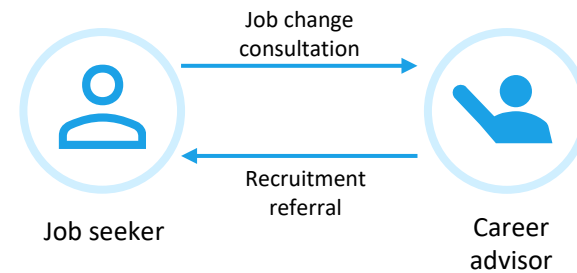 Job change
consultation
Recruitment
referral
Job seeker
Career
advisor